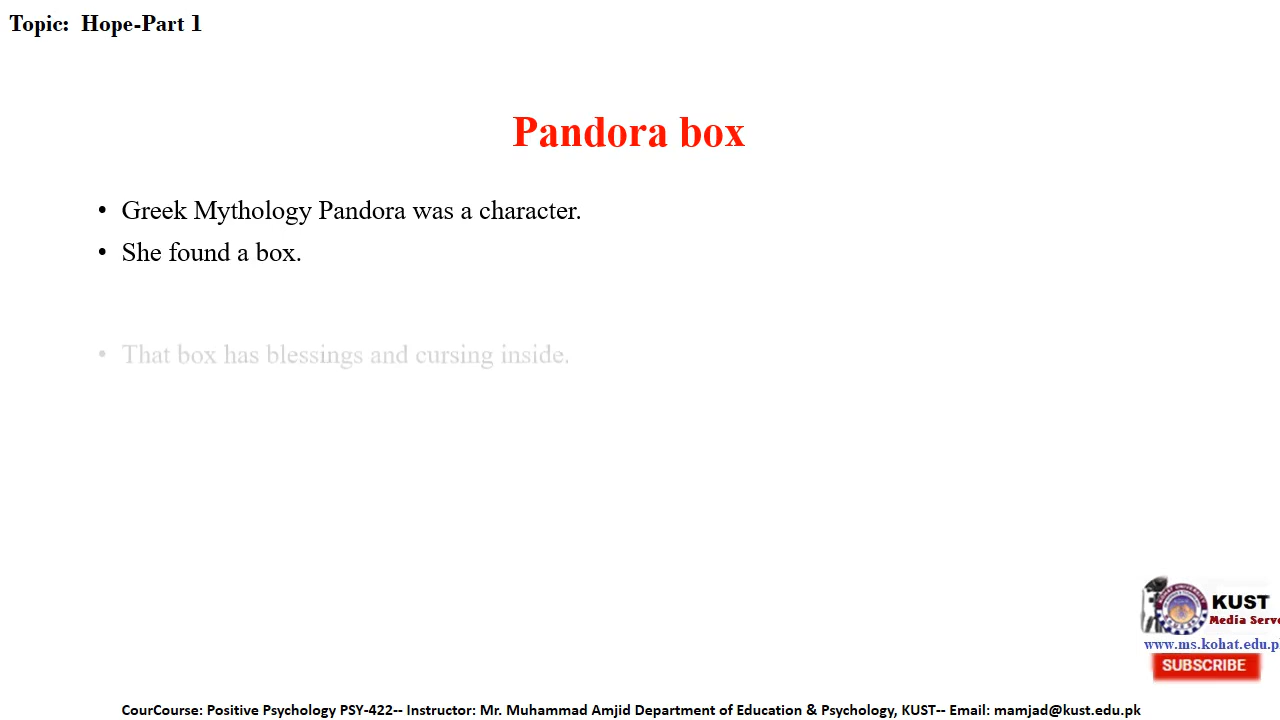 Topic: Hope-Part 1
Pandora box
• Greek Mythology Pandora was a character.
• She found a box.
• That box has blessings and cursing inside.
KUST
Media Serv
www.ms.kohat.edu.p
SUBSCRIBE
CourCourse: Positive Psychology PSY-422-- Instructor: Mr. Muhammad Amjid Department of Education & Psychology, KUST-- Email: mamjad@kust.edu.pk